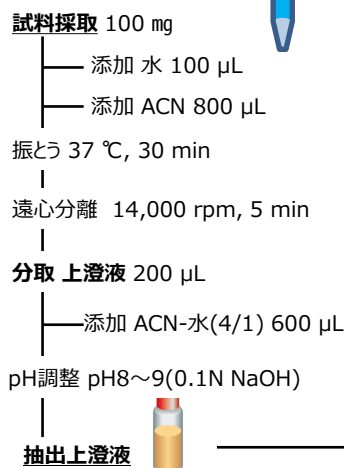 試料採取 100 ㎎
添加 水 100 µL
添加 ACN 800 µL
振とう 37 ℃, 30 min
遠心分離 14,000 rpm, 5 min
分取 上澄液 200 µL
添加 ACN-水(4/1) 600 µL
pH調整 pH8～9(0.1N NaOH)
抽出上澄液